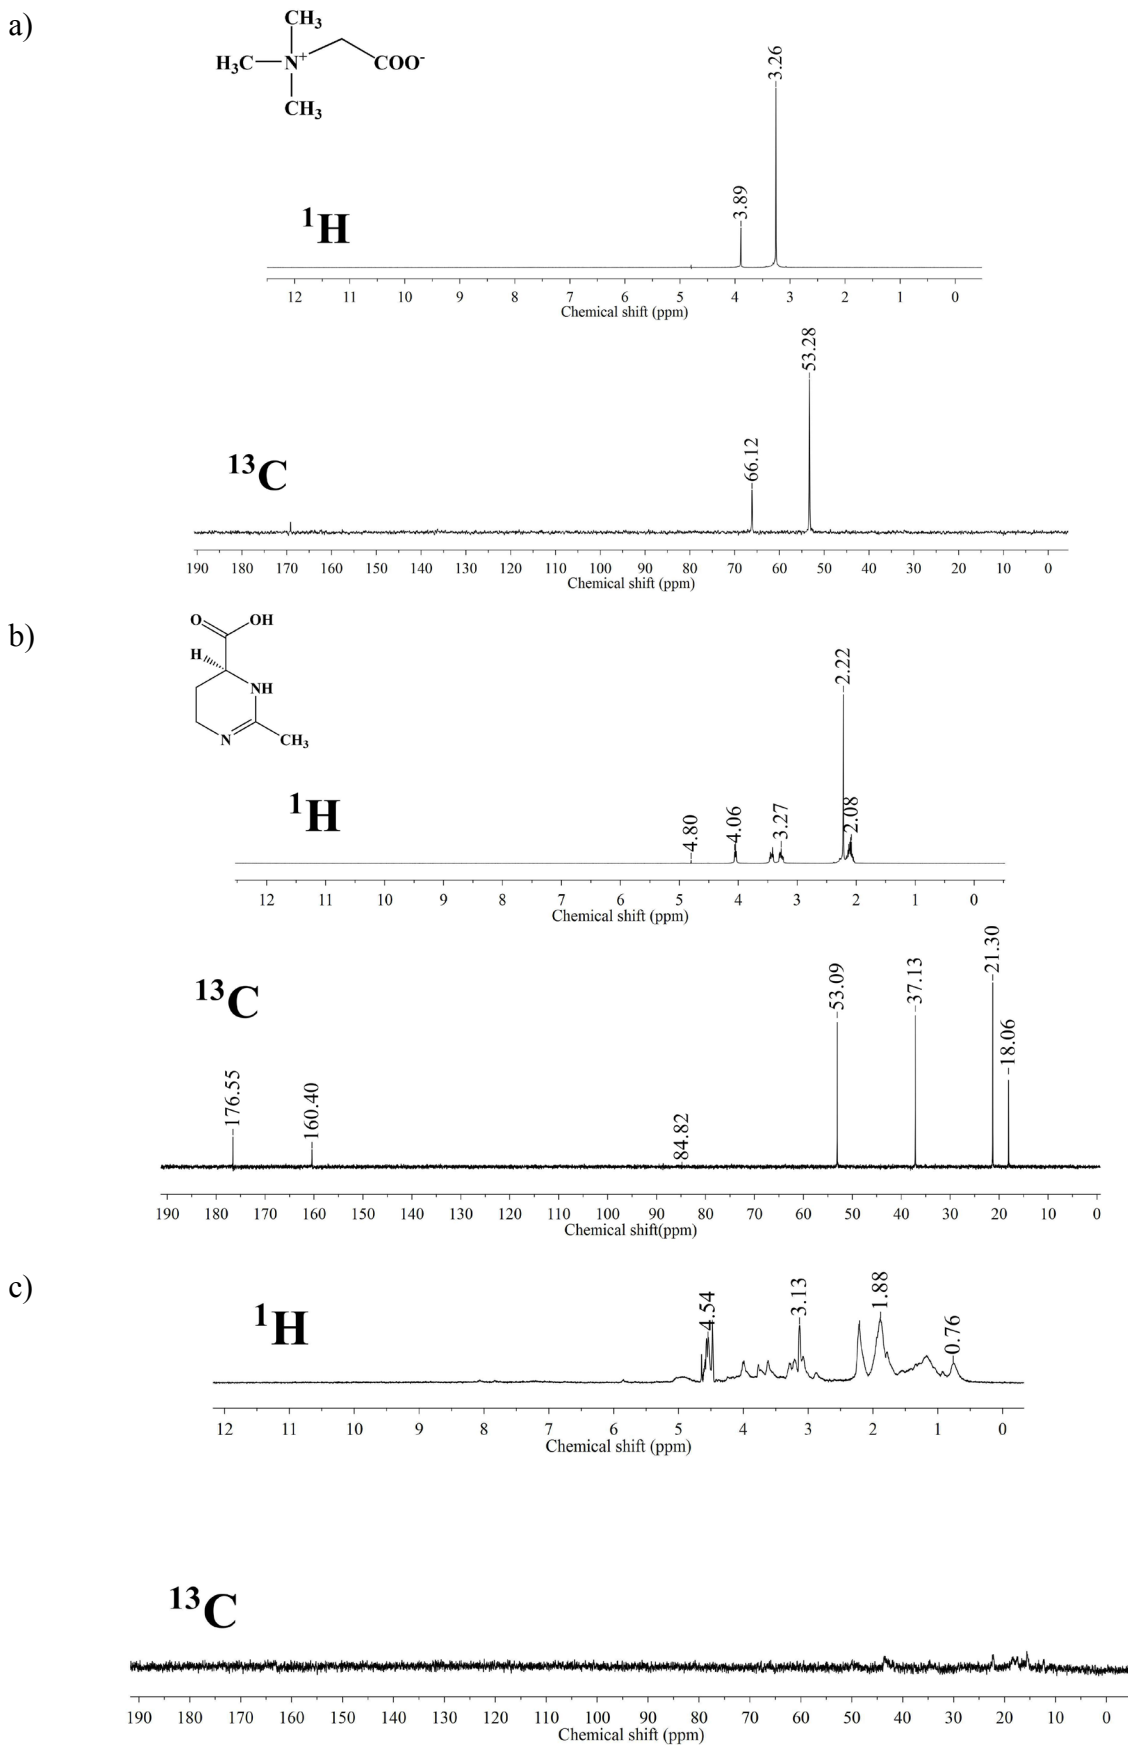 a)
CH₃
H₃C N⁺ COO⁻
CH₃
3.26
3.89
¹H
12 11 10 9 8 7 6 5 4 3 2 1 0
Chemical shift (ppm)
53.28
66.12
¹³C
190 180 170 160 150 140 130 120 110 100 90 80 70 60 50 40 30 20 10 0
Chemical shift (ppm)
b)
O OH
H
NH
N CH₃
2.22
4.80 4.06 3.27 2.08
¹H
12 11 10 9 8 7 6 5 4 3 2 1 0
Chemical shift (ppm)
¹³C
176.55 160.40 84.82 53.09 37.13 21.30 18.06
190 180 170 160 150 140 130 120 110 100 90 80 70 60 50 40 30 20 10 0
Chemical shift(ppm)
c)
¹H
4.54 3.13 1.88 0.76
12 11 10 9 8 7 6 5 4 3 2 1 0
Chemical shift (ppm)
¹³C
190 180 170 160 150 140 130 120 110 100 90 80 70 60 50 40 30 20 10 0
Chemical shift (ppm)